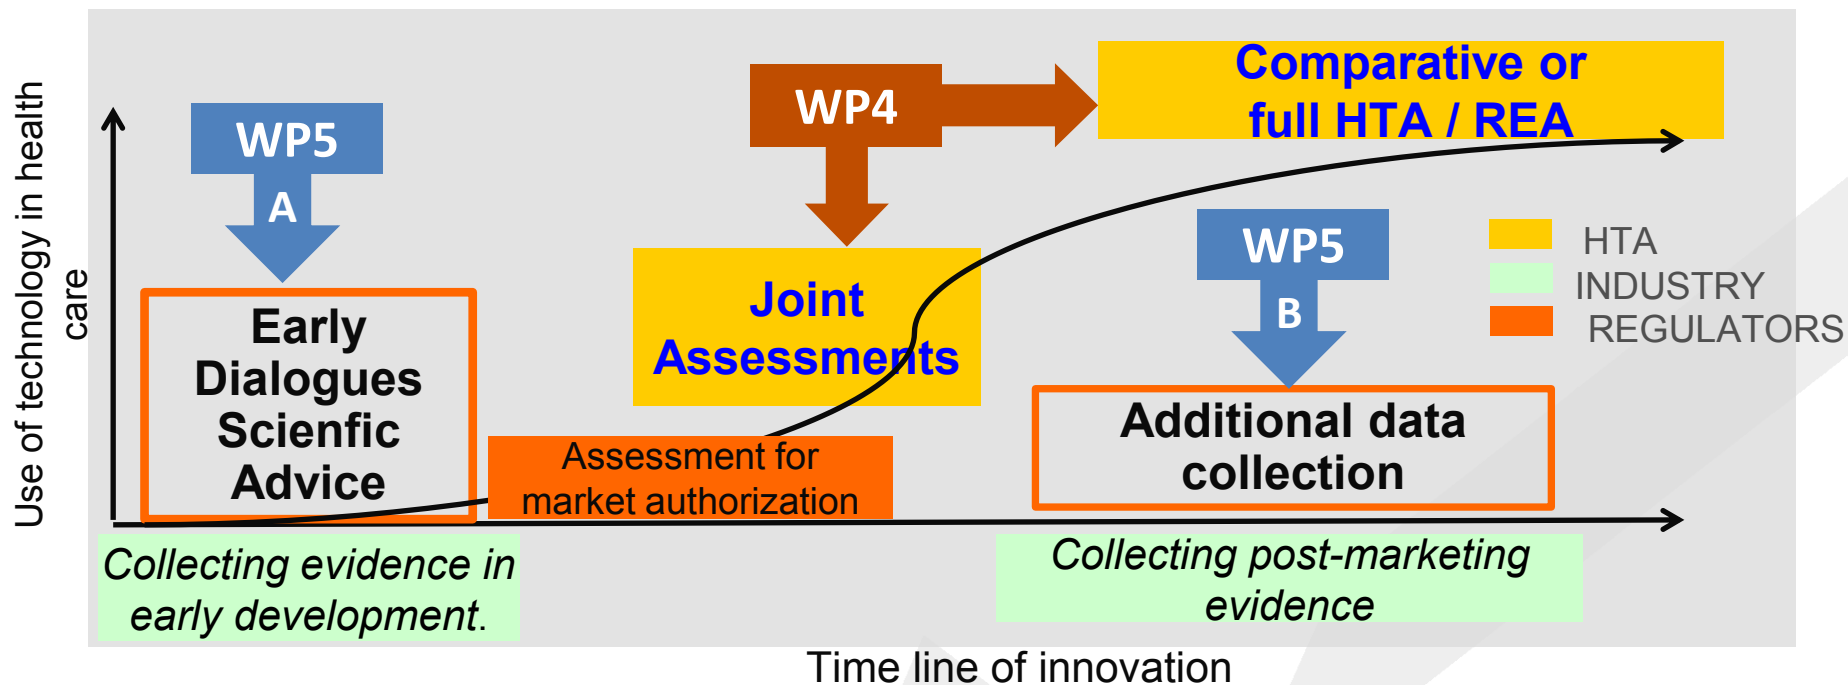 Use of technology in health
care
WP5
A
Early
Dialogues
Scienfic
Advice
Collecting evidence in
early development.
WP4
Joint
Assessments
Assessment for
market authorization
Comparative or
full HTA / REA
WP5
B
Additional data
collection
Collecting post-marketing
evidence
HTA
INDUSTRY
REGULATORS
Time line of innovation